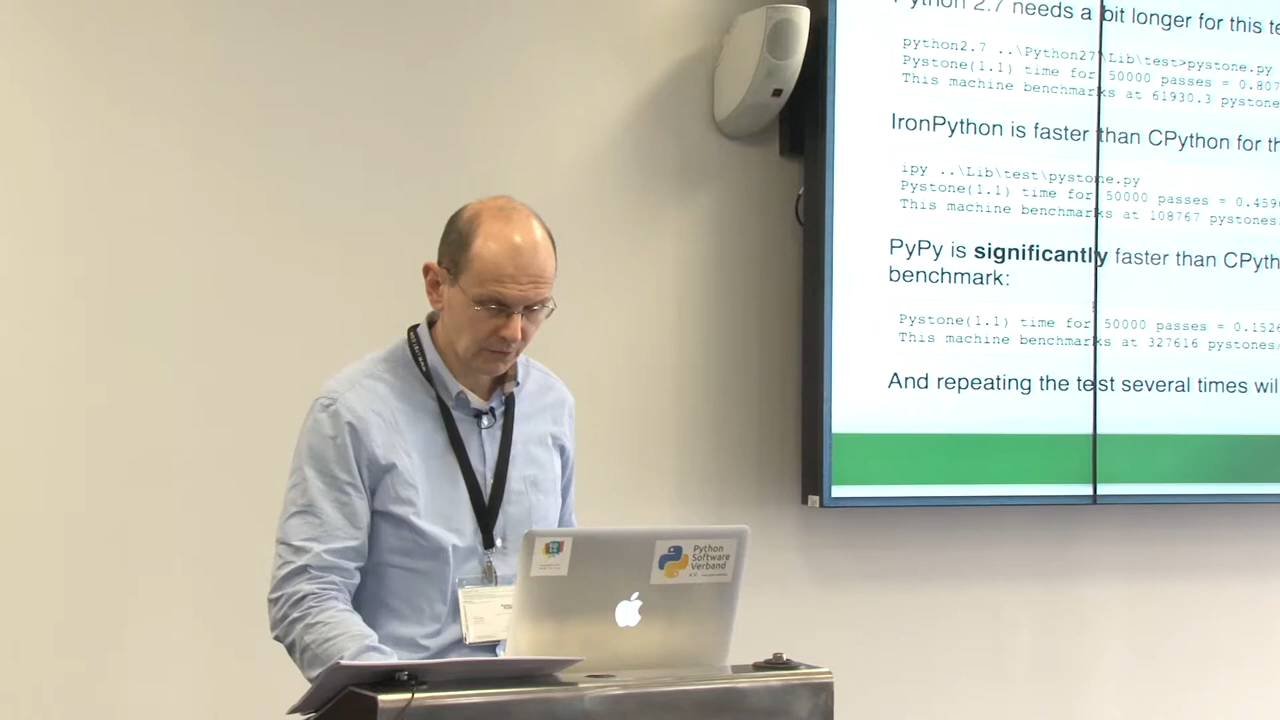 Python 2.7 needs a bit longer for this te
python2.7 ..\Python27\Lib\test>pystone.py
Pystone(1.1) time for 50000 passes = 0.807
This machine benchmarks at 61930.3 pystone
IronPython is faster than CPython for th
ipy ..\Lib\test\pystone.py
Pystone(1.1) time for 50000 passes = 0.459
This machine benchmarks at 108767 pystones/
PyPy is significantly faster than CPyth
benchmark:
Pystone(1.1) time for 50000 passes = 0.1526
This machine benchmarks at 327616 pystones/
And repeating the test several times wil
Python
Software
Verband
e.V.